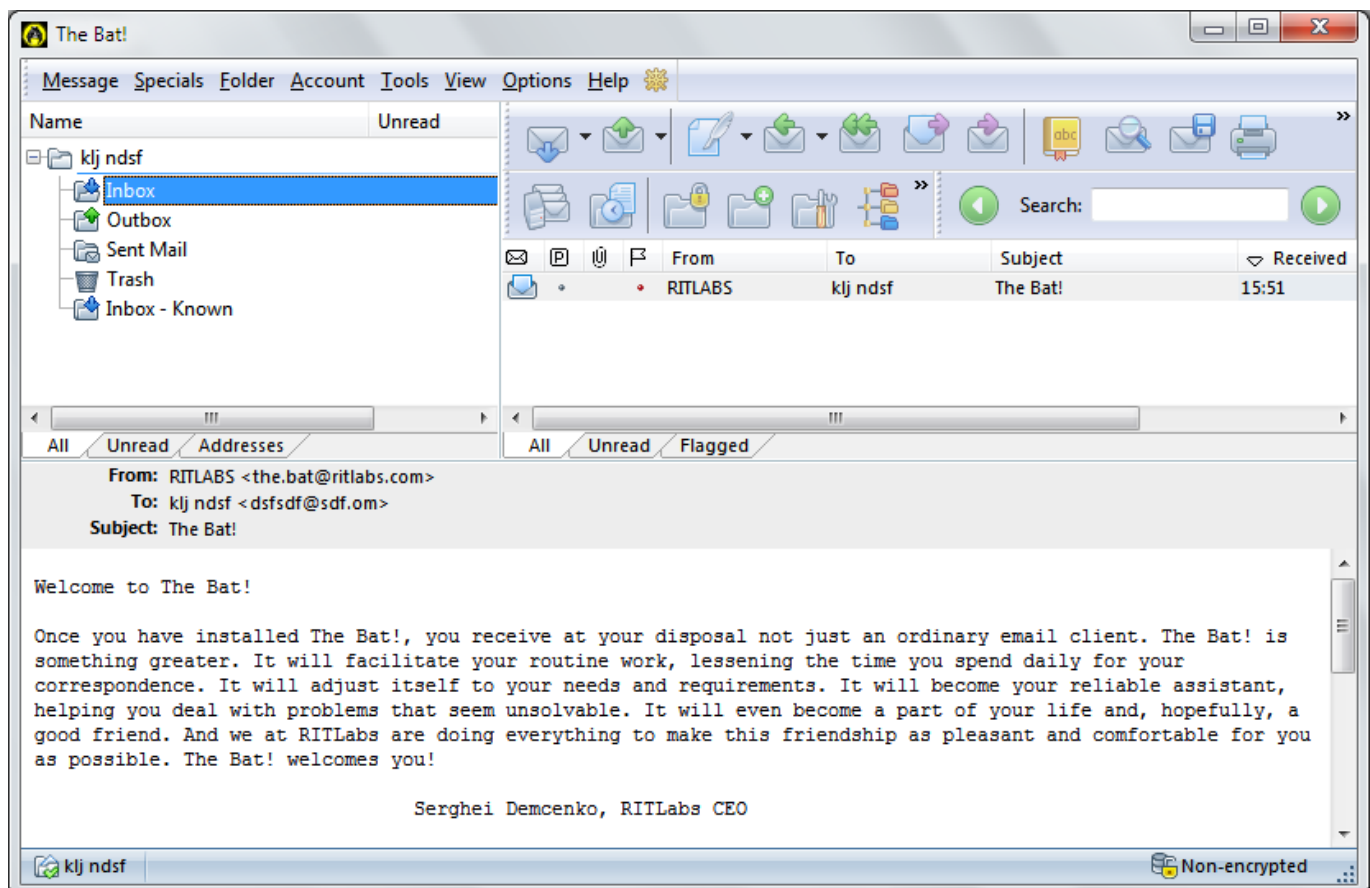 The Bat!
Message Specials Folder Account Tools View Options Help
Name Unread
klj ndsf
Inbox
Outbox
Sent Mail
Trash
Inbox - Known
All Unread Addresses
abc
Search:
P From To Subject Received
RITLABS klj ndsf The Bat! 15:51
All Unread Flagged
From: RITLABS <the.bat@ritlabs.com>
To: klj ndsf <dsfsdf@sdf.om>
Subject: The Bat!
Welcome to The Bat!
Once you have installed The Bat!, you receive at your disposal not just an ordinary email client. The Bat! is
something greater. It will facilitate your routine work, lessening the time you spend daily for your
correspondence. It will adjust itself to your needs and requirements. It will become your reliable assistant,
helping you deal with problems that seem unsolvable. It will even become a part of your life and, hopefully, a
good friend. And we at RITLabs are doing everything to make this friendship as pleasant and comfortable for you
as possible. The Bat! welcomes you!
Serghei Demcenko, RITLabs CEO
klj ndsf
Non-encrypted